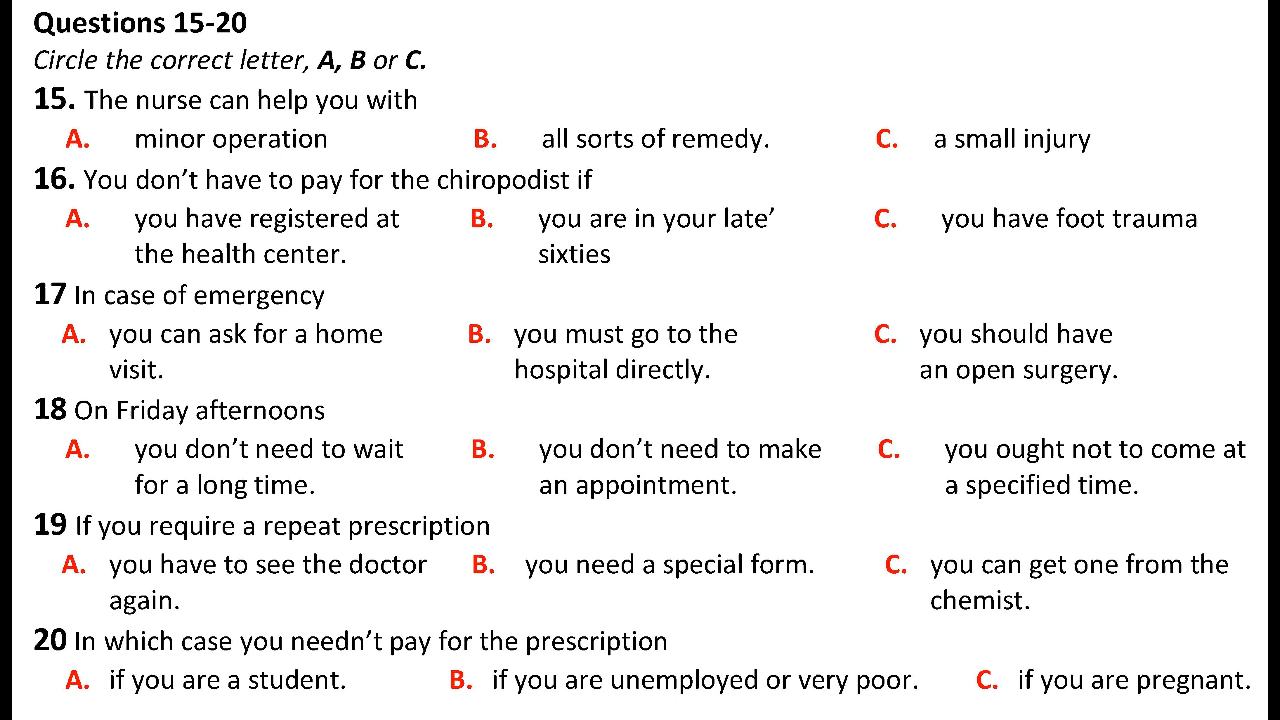 Questions 15-20
Circle the correct letter, A, B or C.
15. The nurse can help you with
A. minor operation B. all sorts of remedy. C. a small injury
16. You don’t have to pay for the chiropodist if
A. you have registered at B. you are in your late’ C. you have foot trauma
the health center. sixties
17 In case of emergency
A. you can ask for a home B. you must go to the C. you should have
visit. hospital directly. an open surgery.
18 On Friday afternoons
A. you don’t need to wait B. you don’t need to make C. you ought not to come at
for a long time. an appointment. a specified time.
19 If you require a repeat prescription
A. you have to see the doctor B. you need a special form. C. you can get one from the
again. chemist.
20 In which case you needn’t pay for the prescription
A. if you are a student. B. if you are unemployed or very poor. C. if you are pregnant.